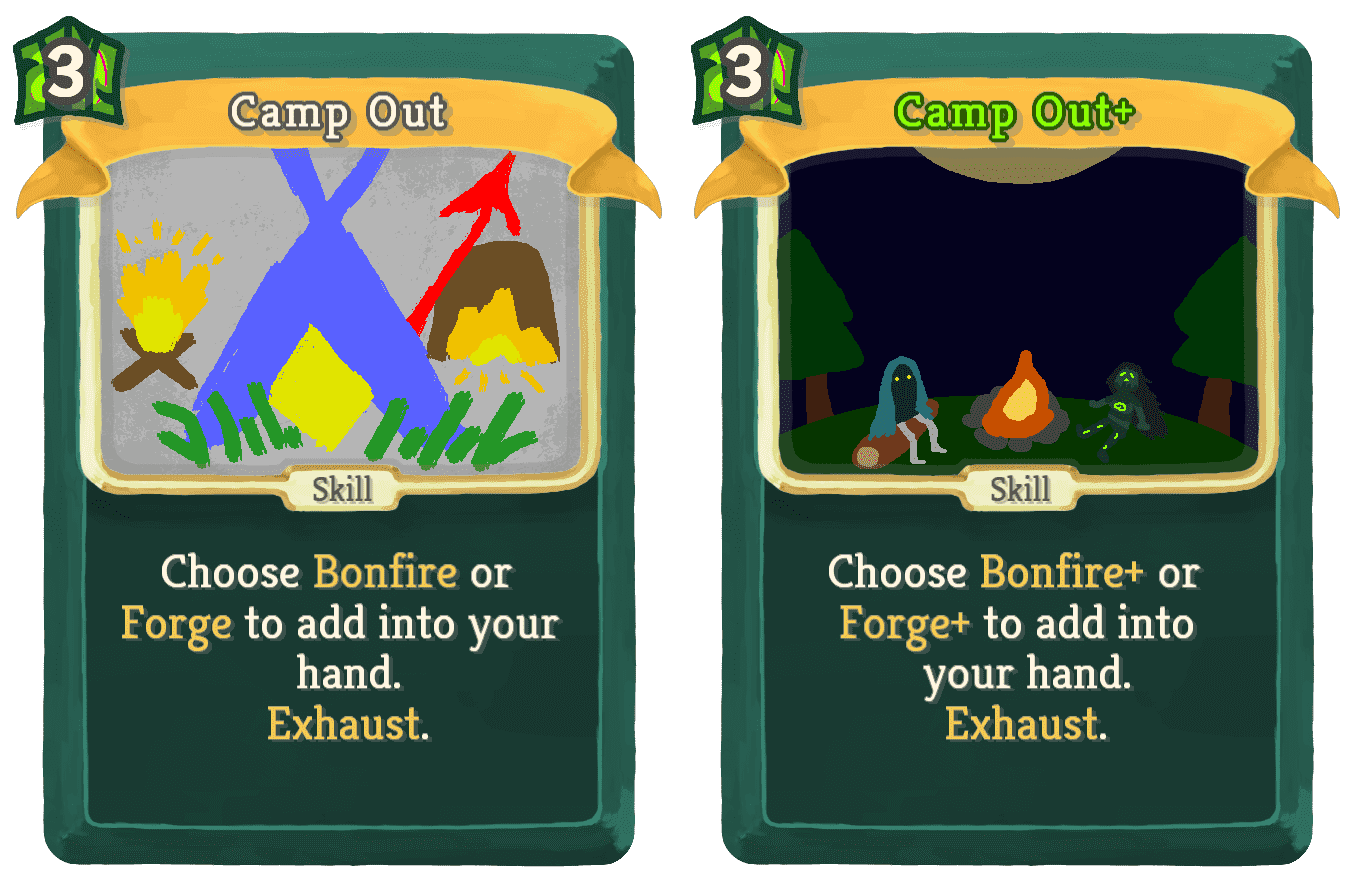 3
Camp Out
Skill
Choose Bonfire or
Forge to add into your
hand.
Exhaust.
3
Camp Out+
Skill
Choose Bonfire+ or
Forge+ to add into
your hand.
Exhaust.